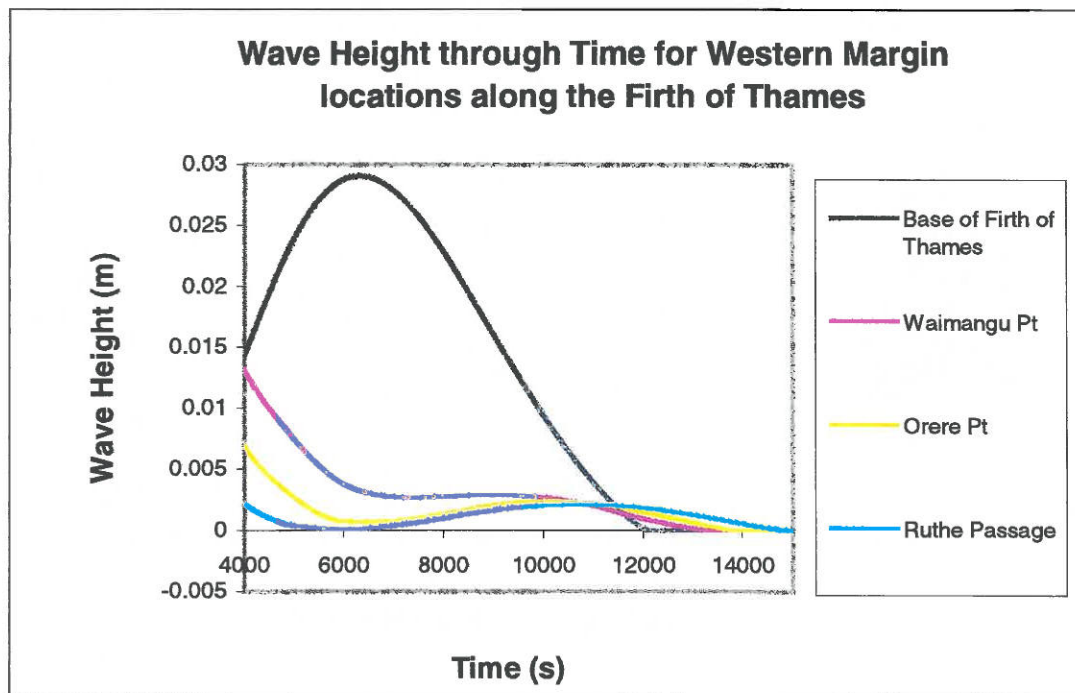 Wave Height through Time for Western Margin
locations along the Firth of Thames
Wave Height (m)
0.03
0.025
0.02
0.015
0.01
0.005
0
-0.005
4000 6000 8000 10000 12000 14000
Time (s)
Base of Firth of
Thames
Waimangu Pt
Orere Pt
Ruthe Passage